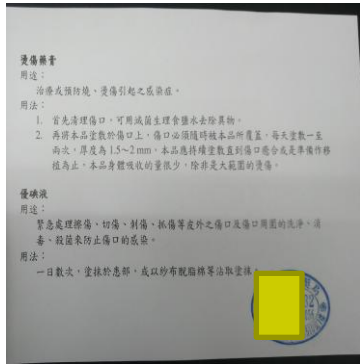 燙傷藥膏
用途：
治療或預防燒、燙傷引起之感染症。
用法：
1. 首先清理傷口，可用滅菌生理食鹽水去除異物。
2. 再將本品塗敷於傷口上，傷口必須隨時被本品所覆蓋，每天塗敷一至
兩次，厚度為 1.5~2 mm，本品應持續塗敷直到傷口癒合或是準備作移
植為止，本品身體吸收的量很少，除非是大範圍的燙傷。
優碘液
用途：
緊急處理擦傷、切傷、刺傷、抓傷等皮外之傷口及傷口周圍的洗淨、消
毒、殺菌來防止傷口的感染。
用法：
一日數次，塗抹於患部，或以紗布脫脂棉等沾取塗抹。